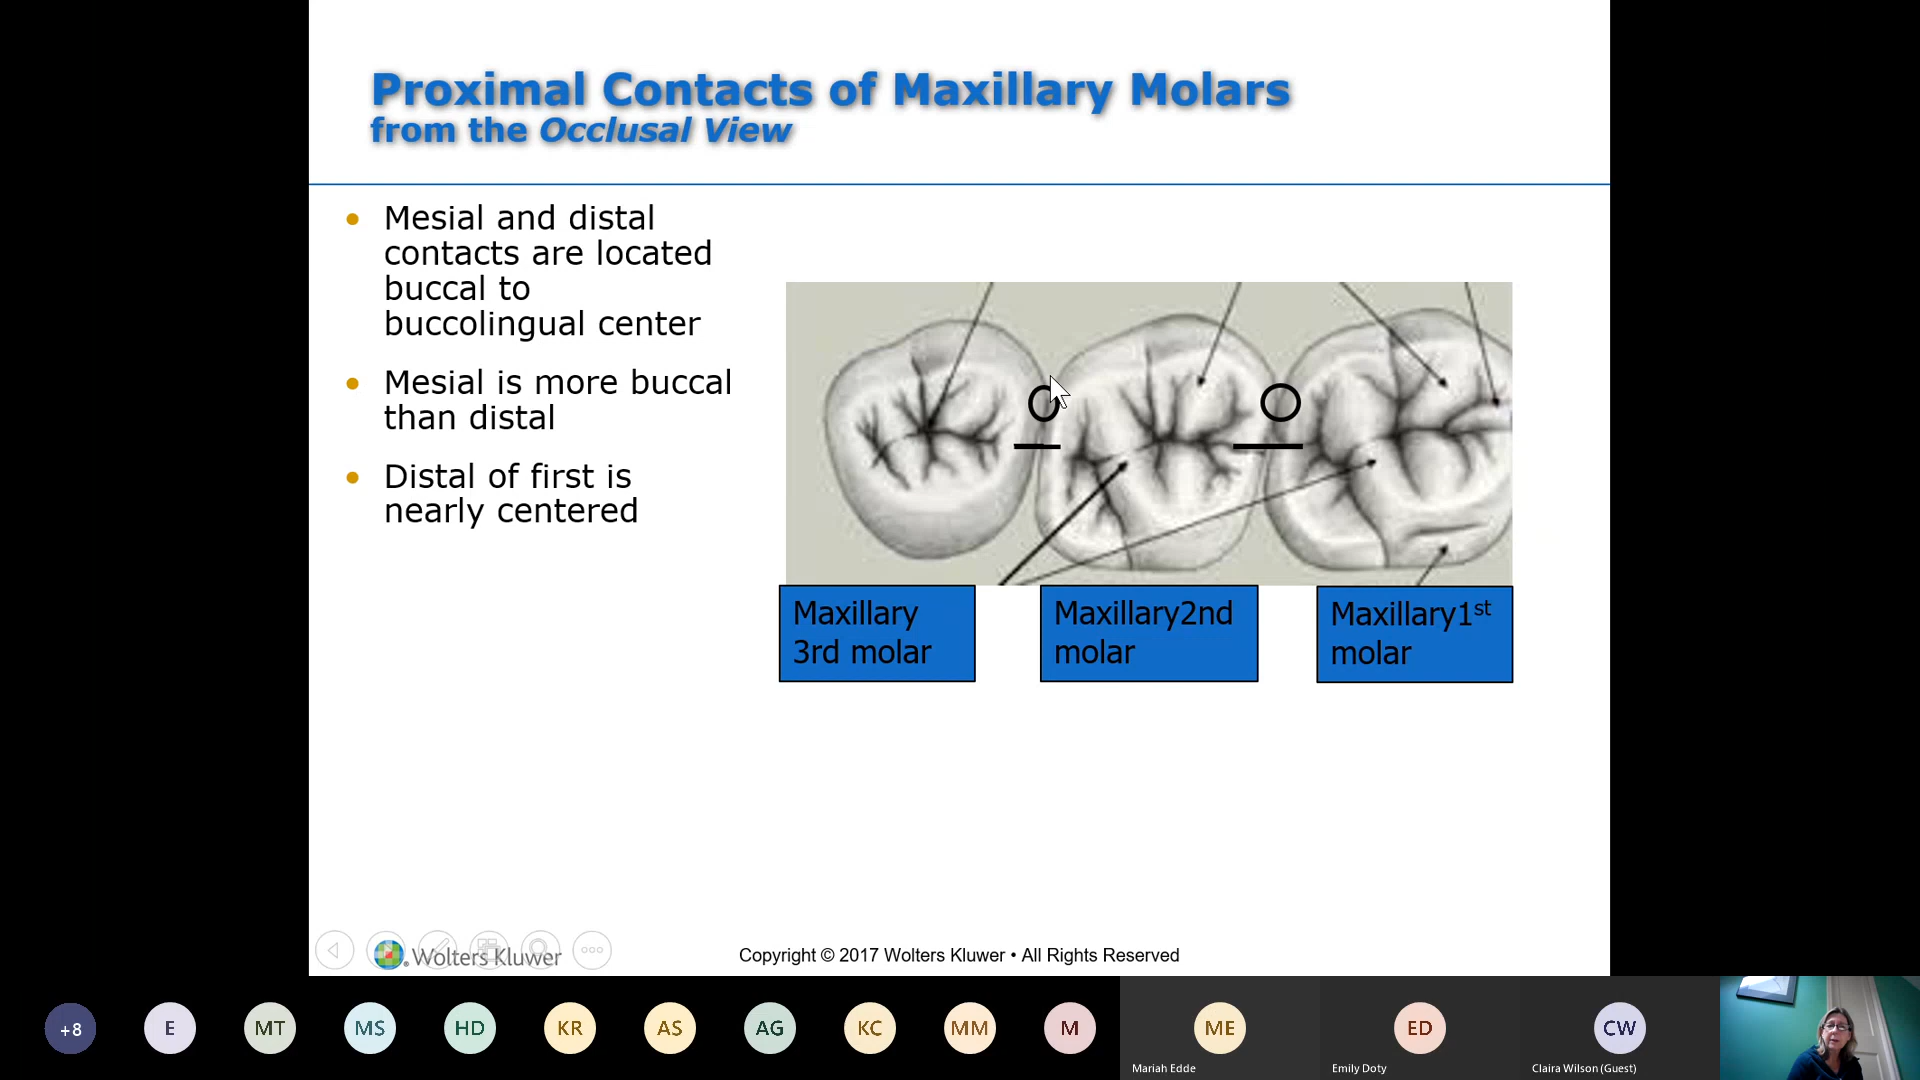 Proximal Contacts of Maxillary Molars
from the Occlusal View
Mesial and distal
contacts are located
buccal to
buccolingual center
Mesial is more buccal
than distal
Distal of first is
nearly centered
Maxillary
3rd molar
Maxillary2nd
molar
Maxillary1st
molar
Wolters Kluwer
Copyright © 2017 Wolters Kluwer • All Rights Reserved
+8
E
MT
MS
HD
KR
AS
AG
KC
MM
M
ME
ED
CW
Mariah Edde
Emily Doty
Claira Wilson (Guest)